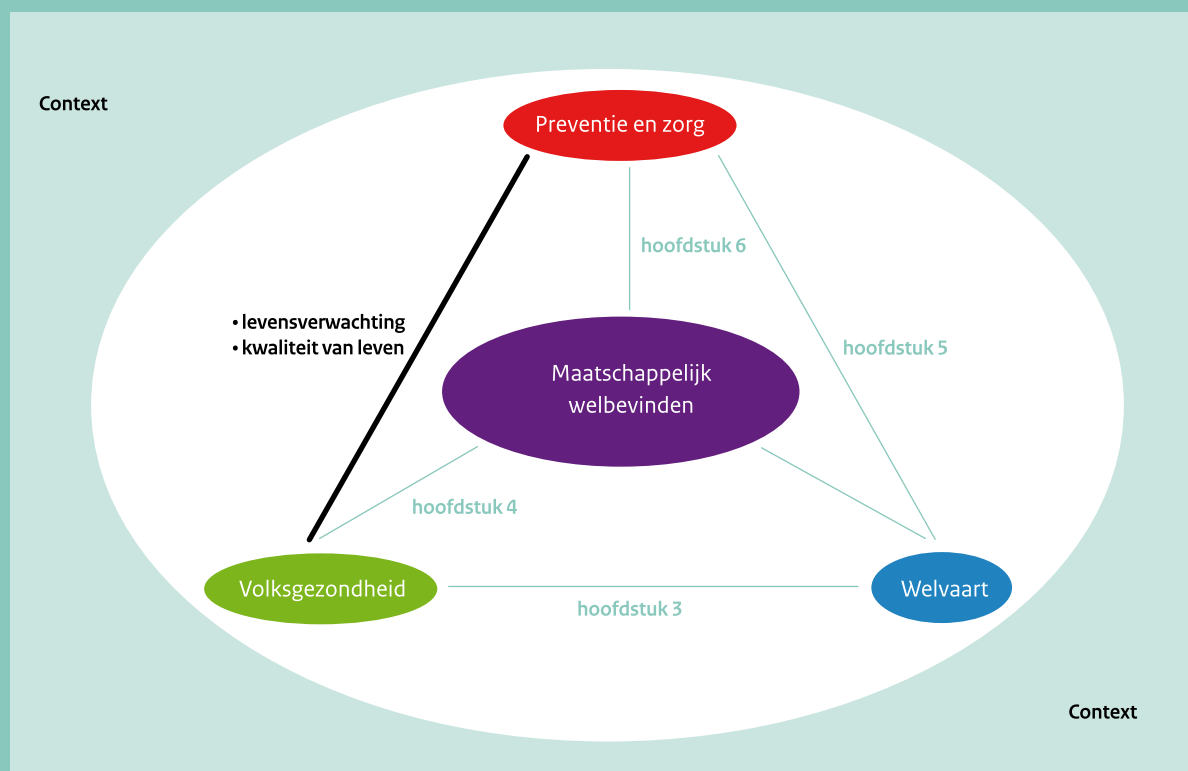 Context
Preventie en zorg
hoofdstuk 6
• levensverwachting
• kwaliteit van leven
hoofdstuk 5
Maatschappelijk
welbevinden
hoofdstuk 4
Volksgezondheid
Welvaart
hoofdstuk 3
Context